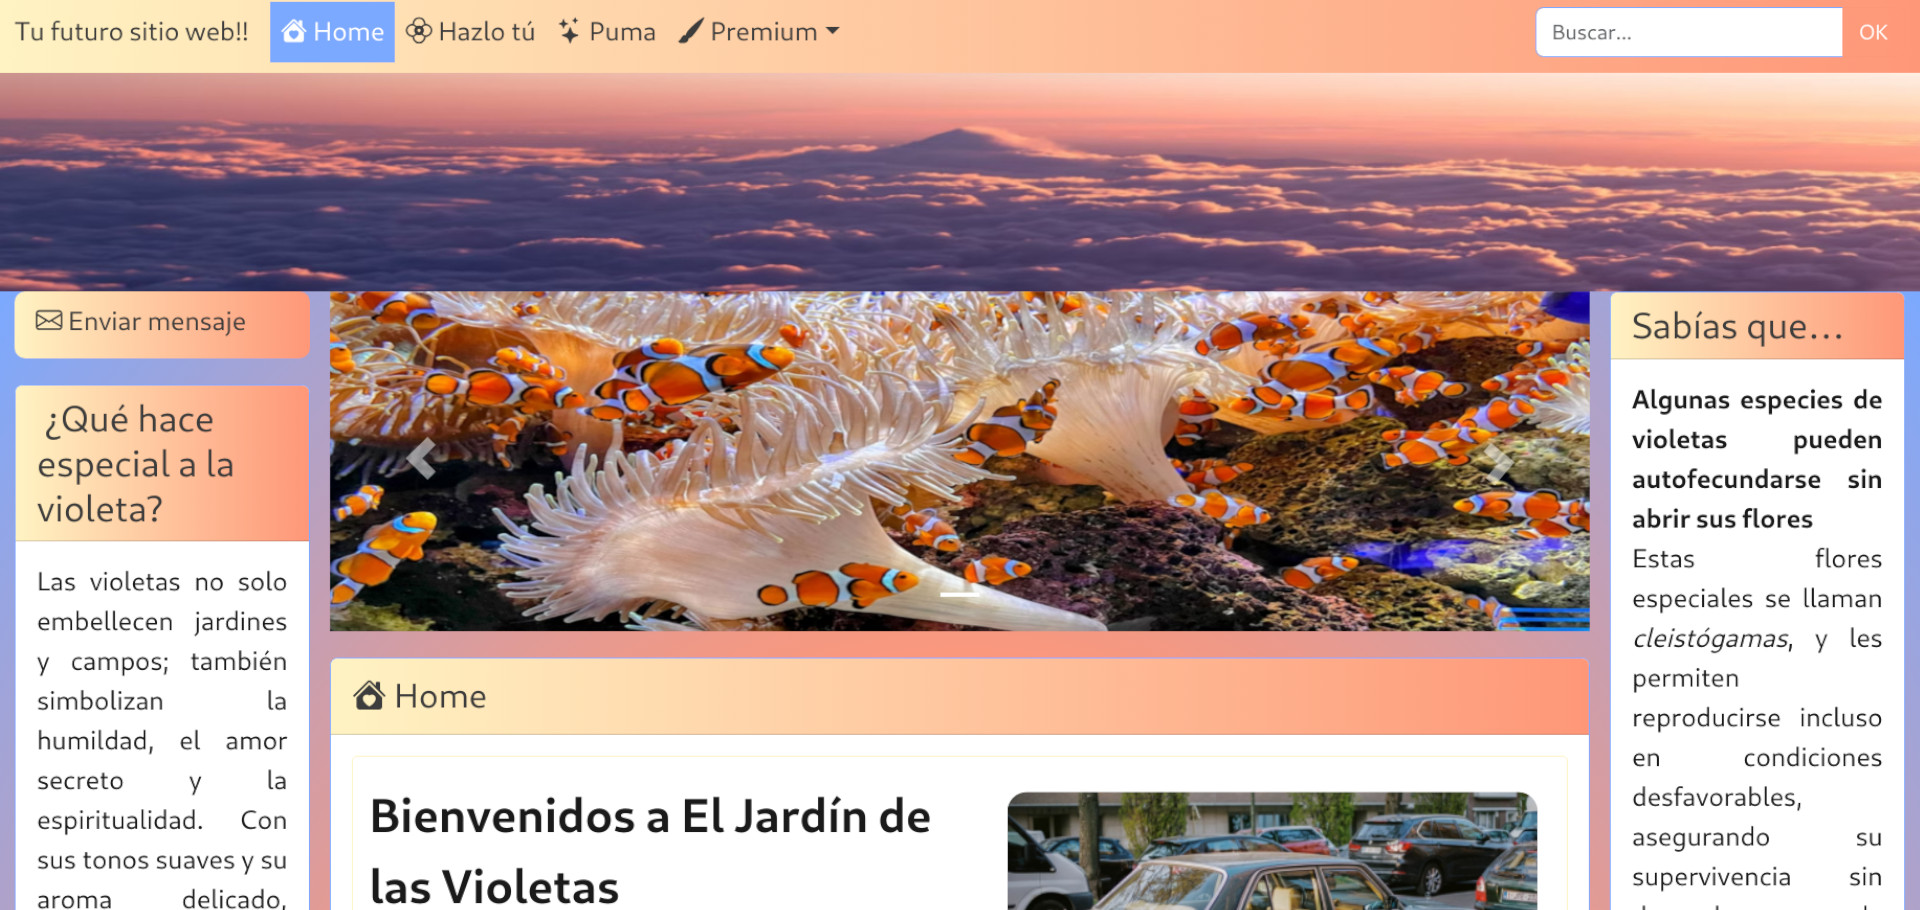 Tu futuro sitio web!! Home Hazlo tú Puma Premium Buscar... OK
Enviar mensaje
¿Qué hace
especial a la
violeta?
Las violetas no solo
embellecen jardines
y campos; también
simbolizan la
humildad, el amor
secreto y la
espiritualidad. Con
sus tonos suaves y su
aroma delicado,
Home
Bienvenidos a El Jardín de
las Violetas
Sabías que...
Algunas especies de
violetas pueden
autofecundarse sin
abrir sus flores
Estas flores
especiales se llaman
cleistógamas, y les
permiten
reproducirse incluso
en condiciones
desfavorables,
asegurando su
supervivencia sin